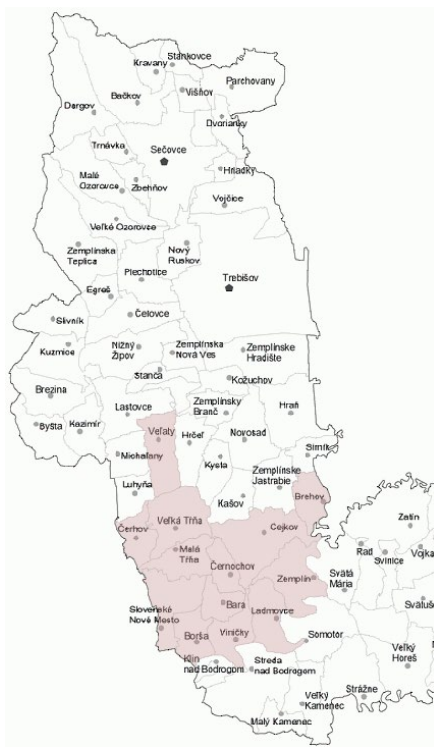 Stankovce
Kravany
Parchovany
Višňov
Bačkov
Dargov
Dvorianky
Trnávka
Sečovce
Hriadky
Malé
Ozorovce
Zbehňov
Vojčice
Veľké Ozorovce
Zemplínska
Teplica
Nový
Ruskov
Plechotice
Trebišov
Egreš
Čeľovce
Slivník
Kuzmice
Nižný
Žipov
Zemplínska
Nová Ves
Zemplínske
Hradište
Stanča
Kožuchov
Brezina
Lastovce
Zemplínsky
Branč
Hraň
Byšta
Kazimír
Veľaty
Hrčeľ
Novosad
Sirník
Michaľany
Kysta
Luhyňa
Zemplínske
Jastrabie
Brehov
Kašov
Zatín
Čerhov
Veľká Tŕňa
Cejkov
Malá
Tŕňa
Rad
Svinice
Vojka
Černochov
Zemplín
Svätá
Mária
Slovenské
Nové Mesto
Bara
Ladmovce
Svätuše
Borša
Viničky
Somotor
Klin
nad Bodrogom
Streda
nad Bodrogom
Veľký
Horeš
Veľký
Kamenec
Strážne
Malý Kamenec